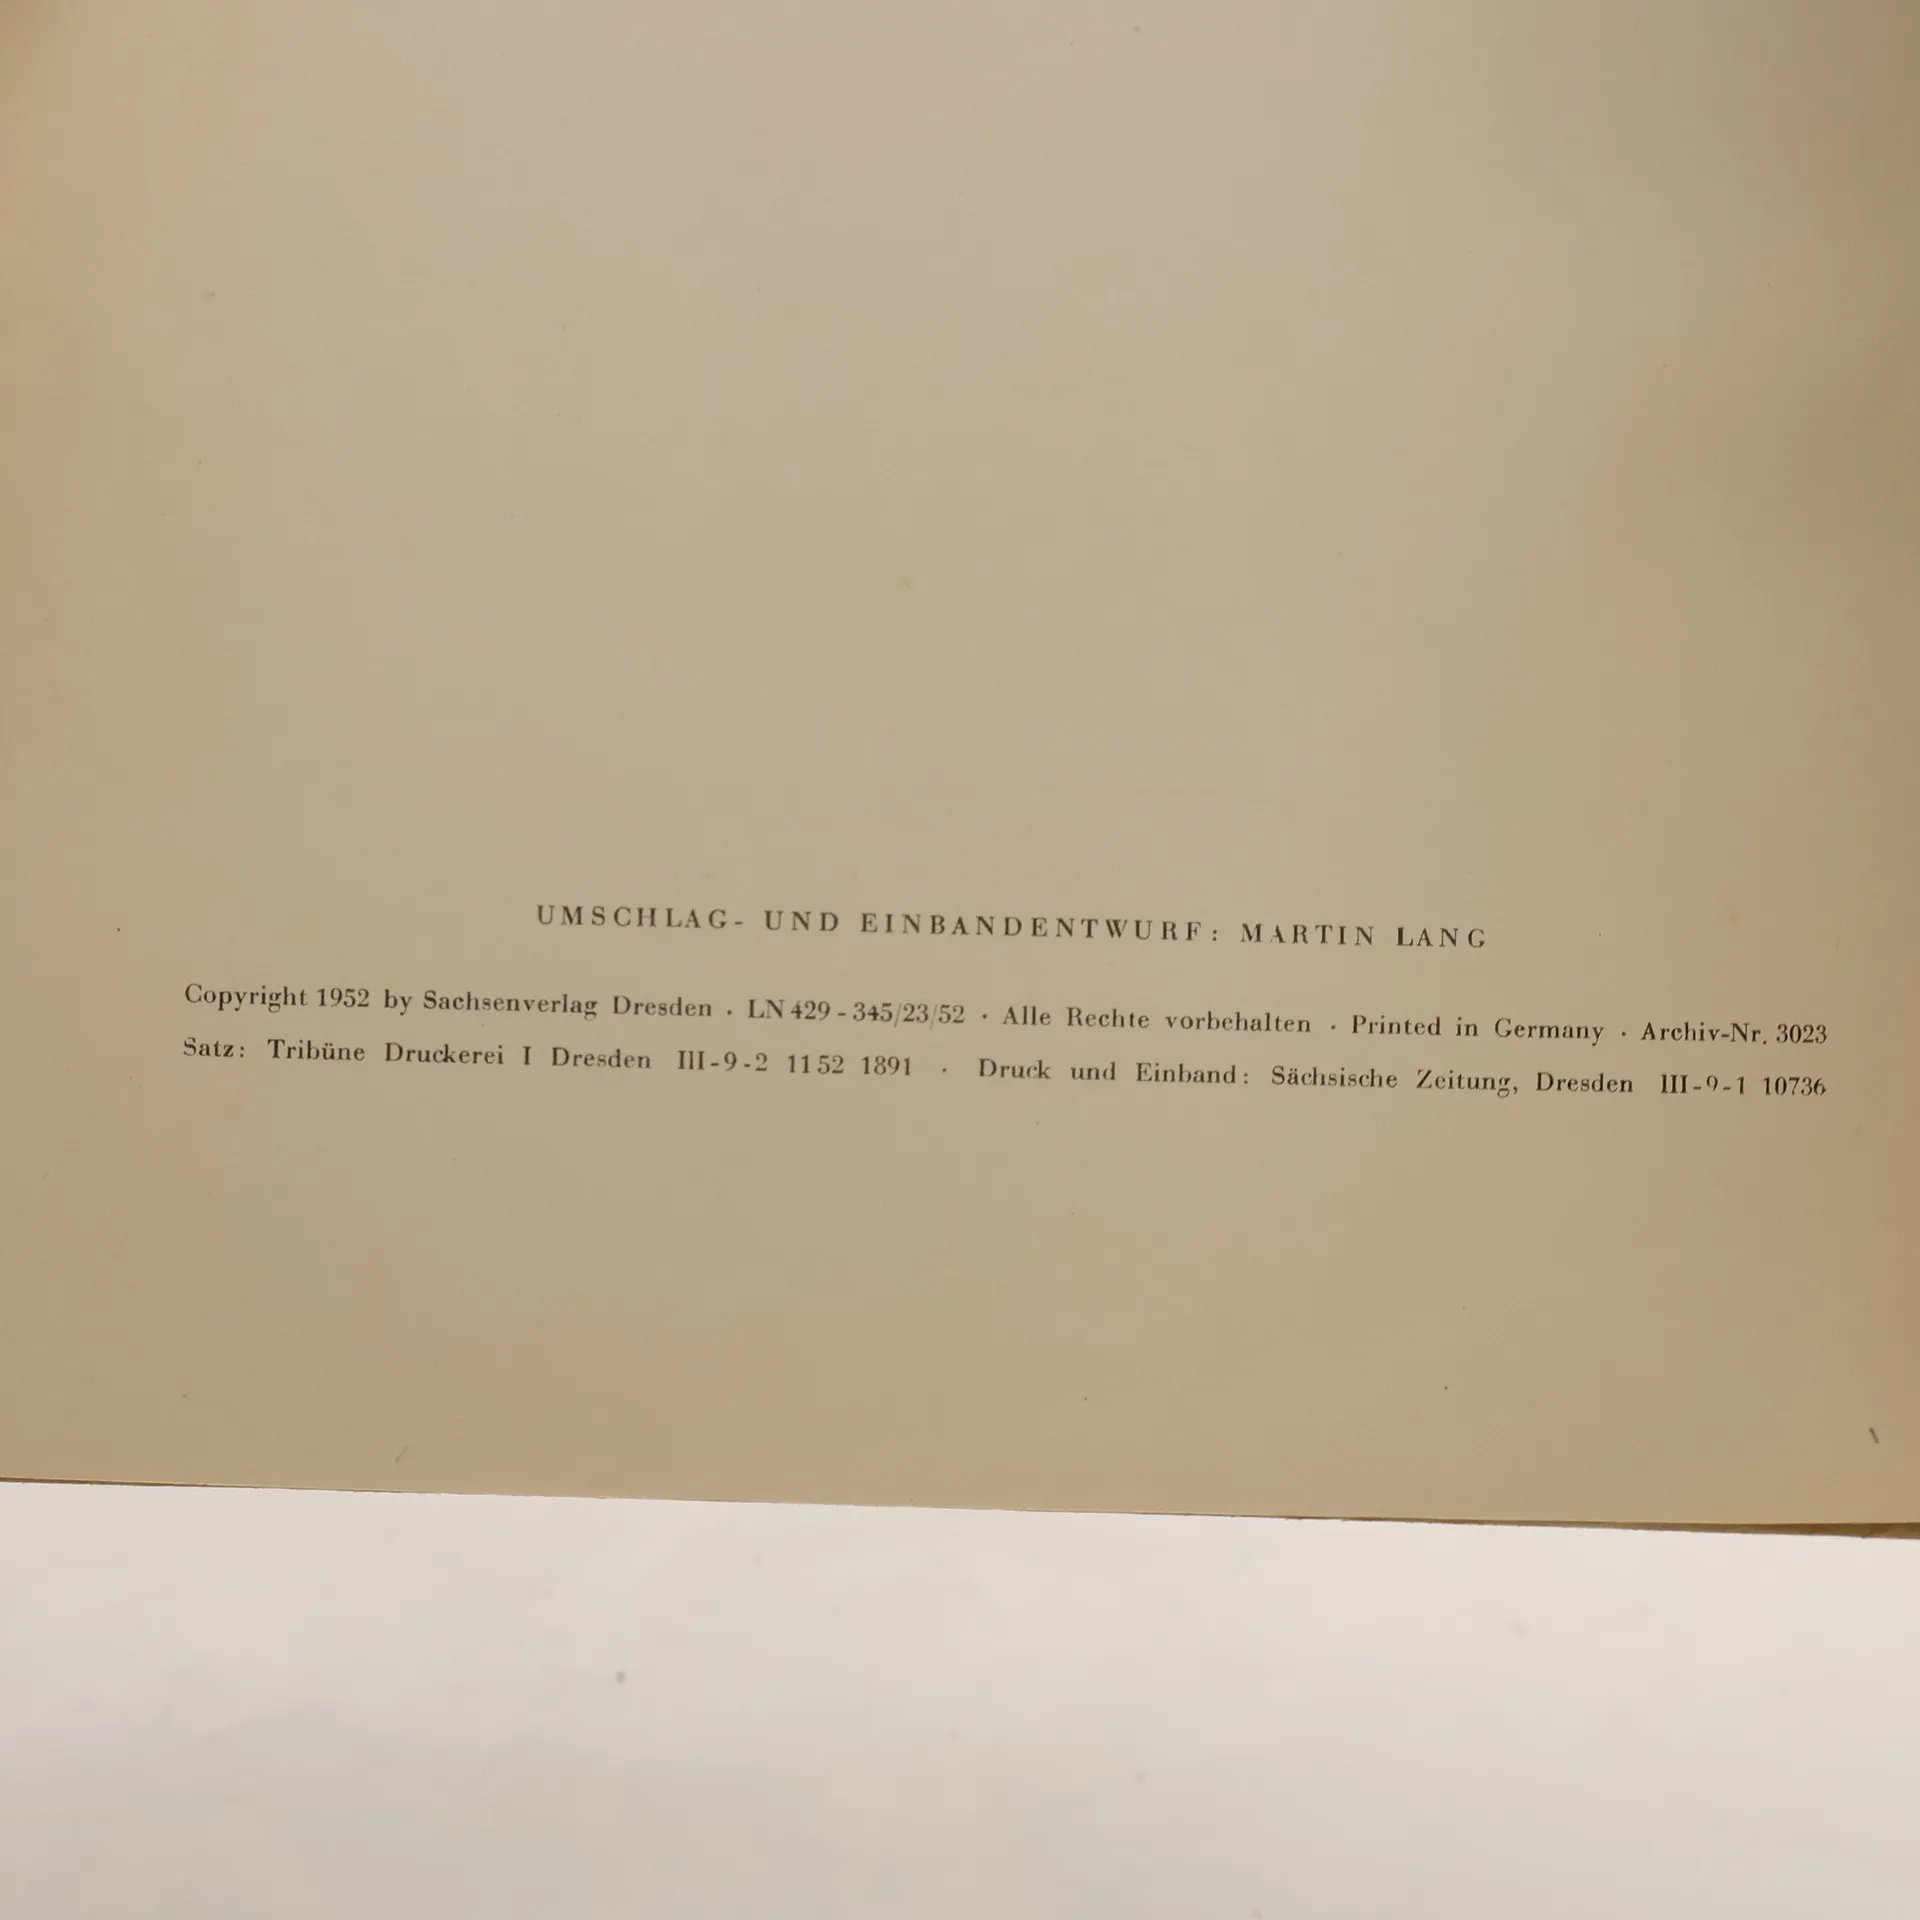 UMSCHLAG- UND EINBANDENTWURF: MARTIN LANG
Copyright 1952 by Sachsenverlag Dresden · LN 429 - 345/23/52 · Alle Rechte vorbehalten · Printed in Germany · Archiv-Nr. 3023
Satz: Tribüne Druckerei I Dresden III-9-2 1152 1891 · Druck und Einband: Sächsische Zeitung, Dresden III-9-1 10736